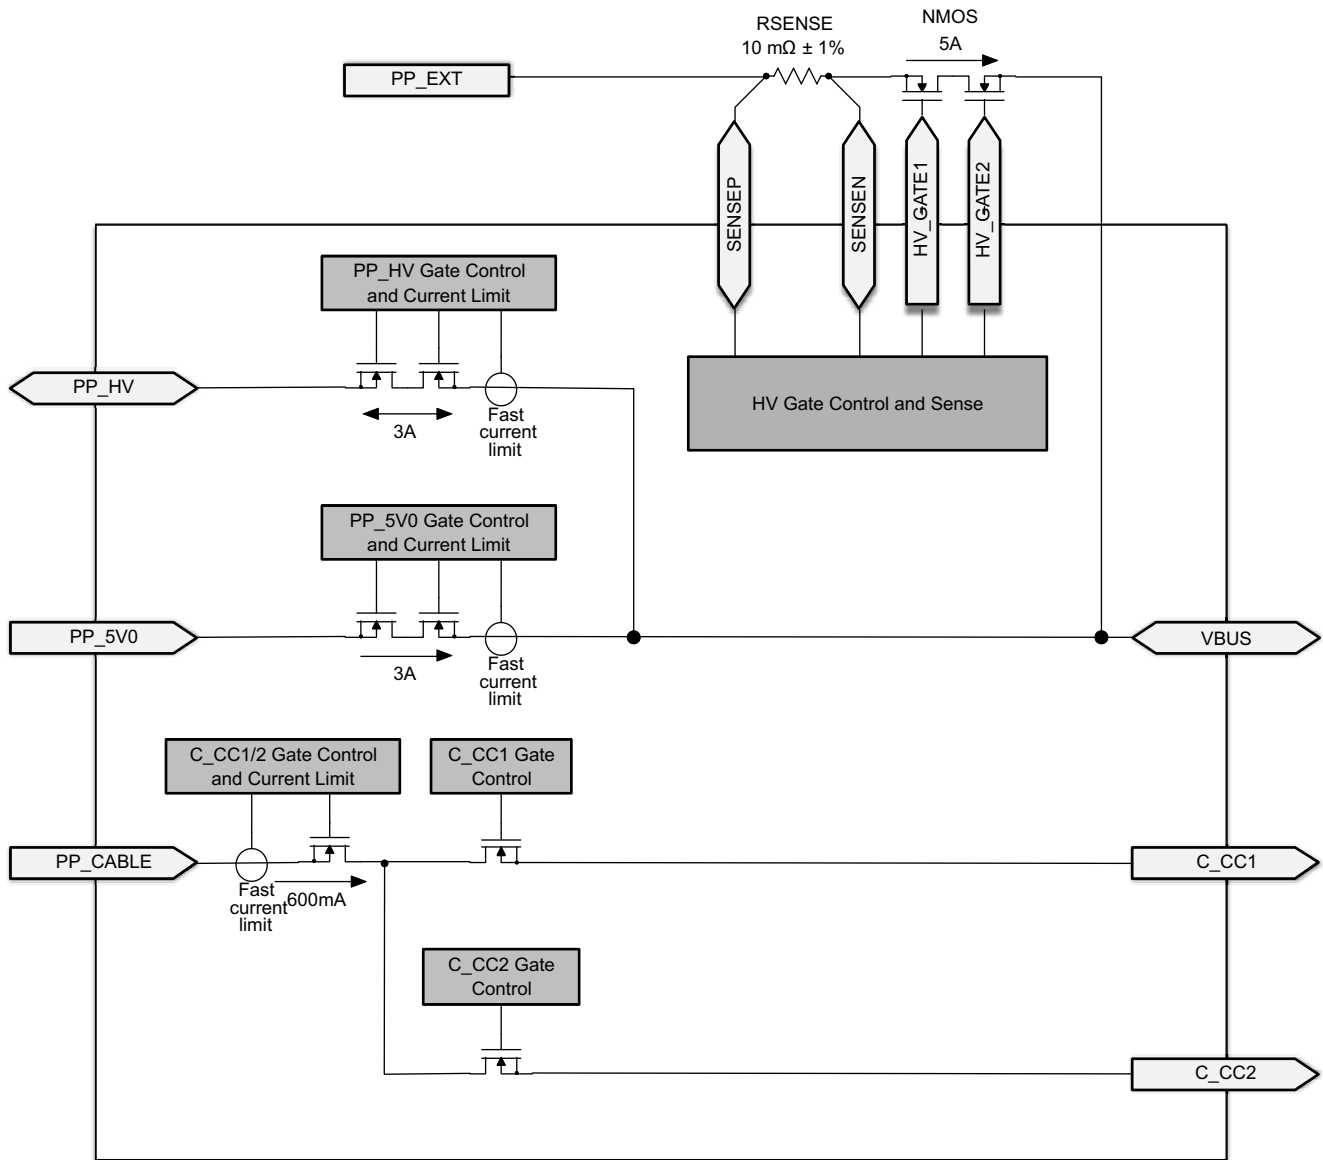 RSENSE
10 mΩ ± 1%
NMOS
5A
PP_EXT
SENSEP
SENSEN
HV_GATE1
HV_GATE2
PP_HV Gate Control
and Current Limit
PP_HV
3A
Fast
current
limit
HV Gate Control and Sense
PP_5V0 Gate Control
and Current Limit
PP_5V0
3A
Fast
current
limit
VBUS
C_CC1/2 Gate Control
and Current Limit
C_CC1 Gate
Control
PP_CABLE
Fast
current
limit
600mA
C_CC1
C_CC2 Gate
Control
C_CC2